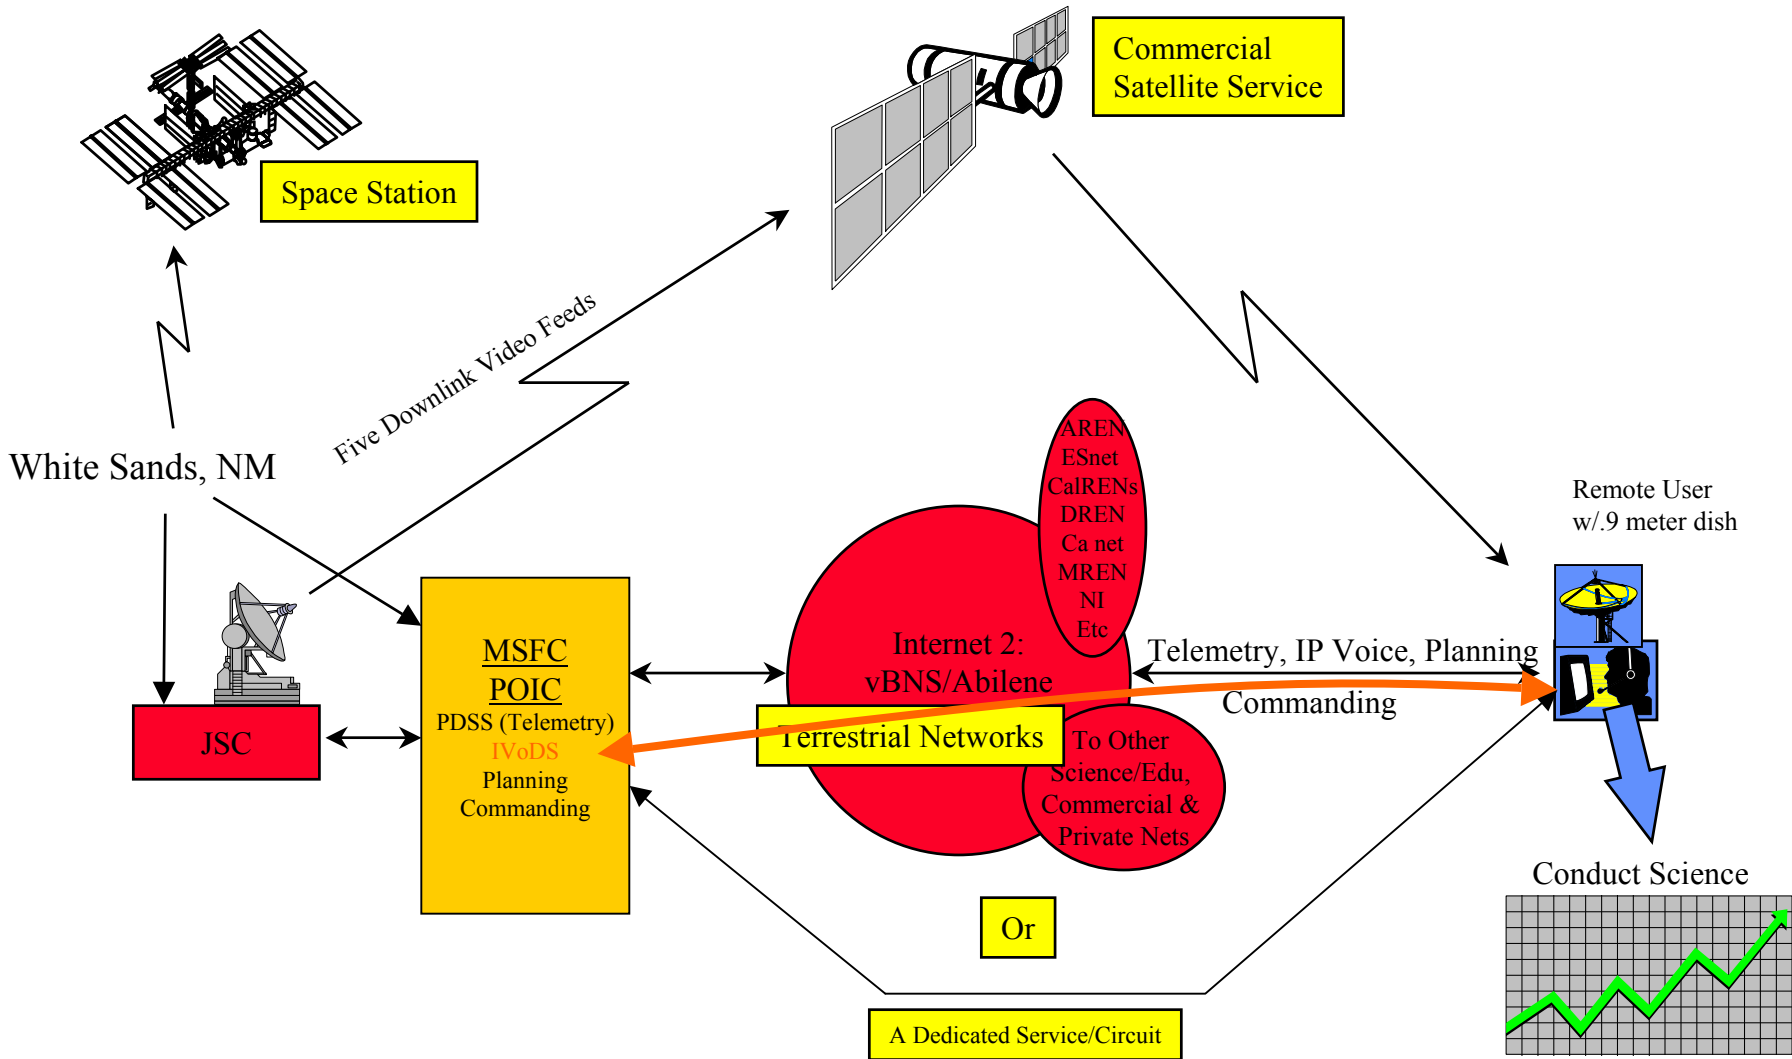 Commercial
Satellite Service
Space Station
Five Downlink Video Feeds
White Sands, NM
AREN
ESnet
CalRENs
DREN
Ca net
MREN
NI
Etc
Remote User
w/.9 meter dish
MSFC
POIC
PDSS (Telemetry)
IVoDS
Planning
Commanding
JSC
Internet 2:
vBNS/Abilene
Terrestrial Networks
To Other
Science/Edu,
Commercial &
Private Nets
Telemetry, IP Voice, Planning
Commanding
Or
A Dedicated Service/Circuit
Conduct Science